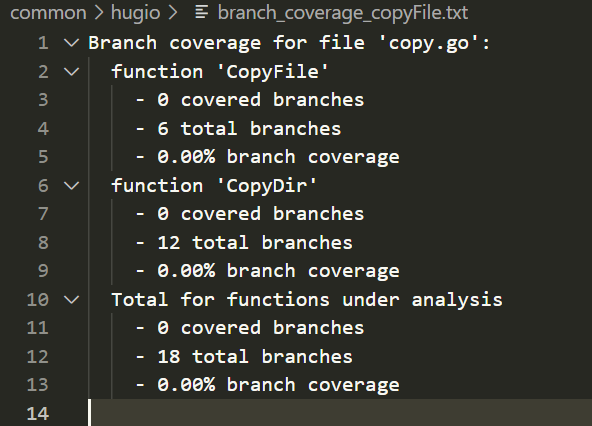 common > hugio > branch_coverage_copyFile.txt
1 Branch coverage for file 'copy.go':
2 function 'CopyFile'
3 - 0 covered branches
4 - 6 total branches
5 - 0.00% branch coverage
6 function 'CopyDir'
7 - 0 covered branches
8 - 12 total branches
9 - 0.00% branch coverage
10 Total for functions under analysis
11 - 0 covered branches
12 - 18 total branches
13 - 0.00% branch coverage
14